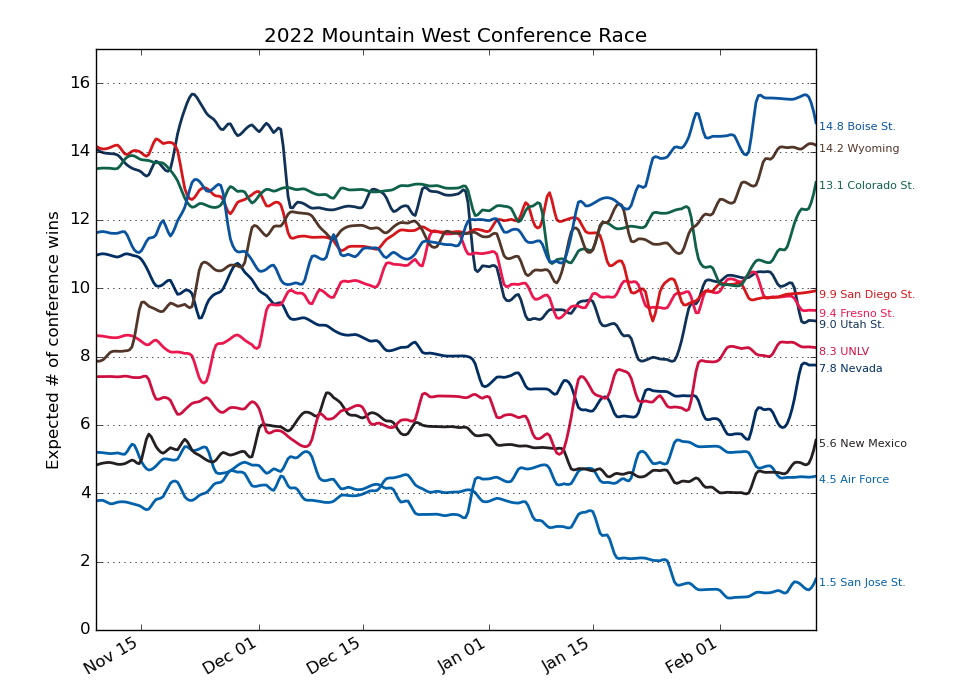 2022 Mountain West Conference Race
Expected # of conference wins
16
14
12
10
8
6
4
2
0
14.8 Boise St.
14.2 Wyoming
13.1 Colorado St.
9.9 San Diego St.
9.4 Fresno St.
9.0 Utah St.
8.3 UNLV
7.8 Nevada
5.6 New Mexico
4.5 Air Force
1.5 San Jose St.
Nov 15
Dec 01
Dec 15
Jan 01
Jan 15
Feb 01